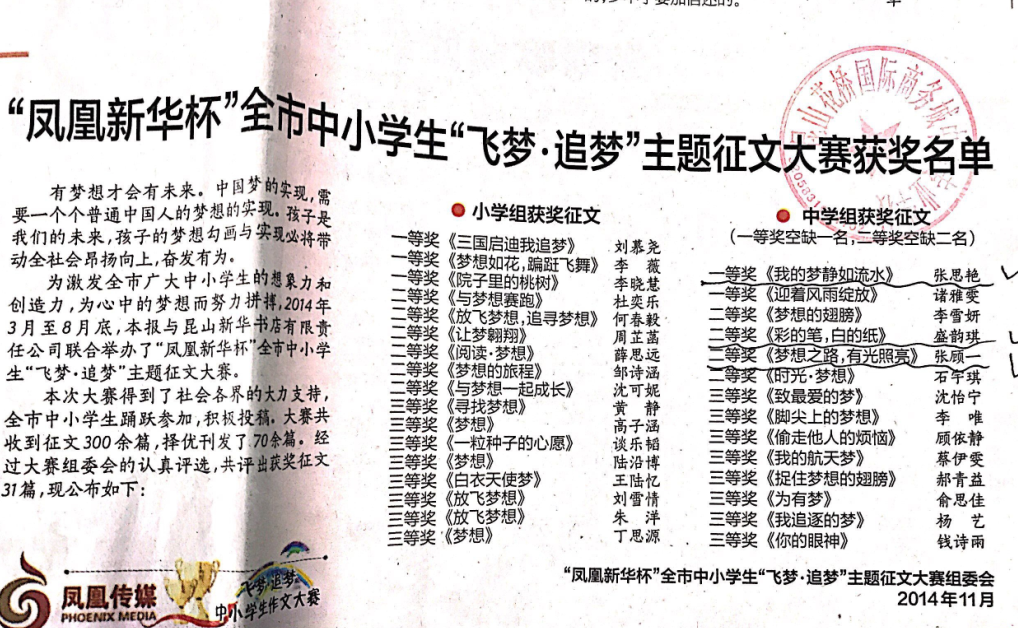 “凤凰新华杯”全市中小学生“飞梦·追梦”主题征文大赛获奖名单
有梦想才会有未来。中国梦的实现,需
要一个个普通中国人的梦想的实现。孩子是
我们的未来,孩子的梦想勾画与实现必将带
动全社会昂扬向上,奋发有为。
为激发全市广大中小学生的想象力和
创造力,为心中的梦想而努力拼搏,2014年
3月至8月底,本报与昆山新华书店有限责
任公司联合举办了“凤凰新华杯”全市中小学
生“飞梦·追梦”主题征文大赛。
本次大赛得到了社会各界的大力支持,
全市中小学生踊跃参加,积极投稿。大赛共
收到征文300余篇,择优刊发了70余篇。经
过大赛组委会的认真评选,共评出获奖征文
31篇,现公布如下:
小学组获奖征文
一等奖《三国启迪我追梦》 刘慕尧
一等奖《梦想如花,蹁跹飞舞》 李 薇
一等奖《院子里的桃树》 李晓慧
二等奖《与梦想赛跑》 杜奕乐
二等奖《放飞梦想,追寻梦想》 何春毅
二等奖《让梦翱翔》 周芷菡
二等奖《阅读·梦想》 薛思远
二等奖《梦想的旅程》 邹诗涵
二等奖《与梦想一起成长》 沈可妮
三等奖《寻找梦想》 黄 静
三等奖《梦想》 高子涵
三等奖《一粒种子的心愿》 谈乐韬
三等奖《梦想》 陆沿博
三等奖《白衣天使梦》 王陆忆
三等奖《放飞梦想》 刘雪情
三等奖《放飞梦想》 朱 洋
三等奖《梦想》 丁思源
中学组获奖征文
(一等奖空缺一名,二等奖空缺二名)
一等奖《我的梦静如流水》 张思艳
一等奖《迎着风雨绽放》 诸雅雯
二等奖《梦想的翅膀》 李雪妍
二等奖《彩的笔,白的纸》 盛韵琪
二等奖《梦想之路,有光照亮》 张颀一
二等奖《时光·梦想》 石宇琪
三等奖《致最爱的梦》 沈怡宁
三等奖《脚尖上的梦想》 李 唯
三等奖《偷走他人的烦恼》 顾依静
三等奖《我的航天梦》 蔡伊雯
三等奖《捉住梦想的翅膀》 郝青益
三等奖《为有梦》 俞思佳
三等奖《我追逐的梦》 杨 艺
三等奖《你的眼神》 钱诗雨
“凤凰新华杯”全市中小学生“飞梦·追梦”主题征文大赛组委会
2014年11月
凤凰传媒
PHOENIX MEDIA
飞梦·追梦
中小学生作文大赛
山花桥国际商务城